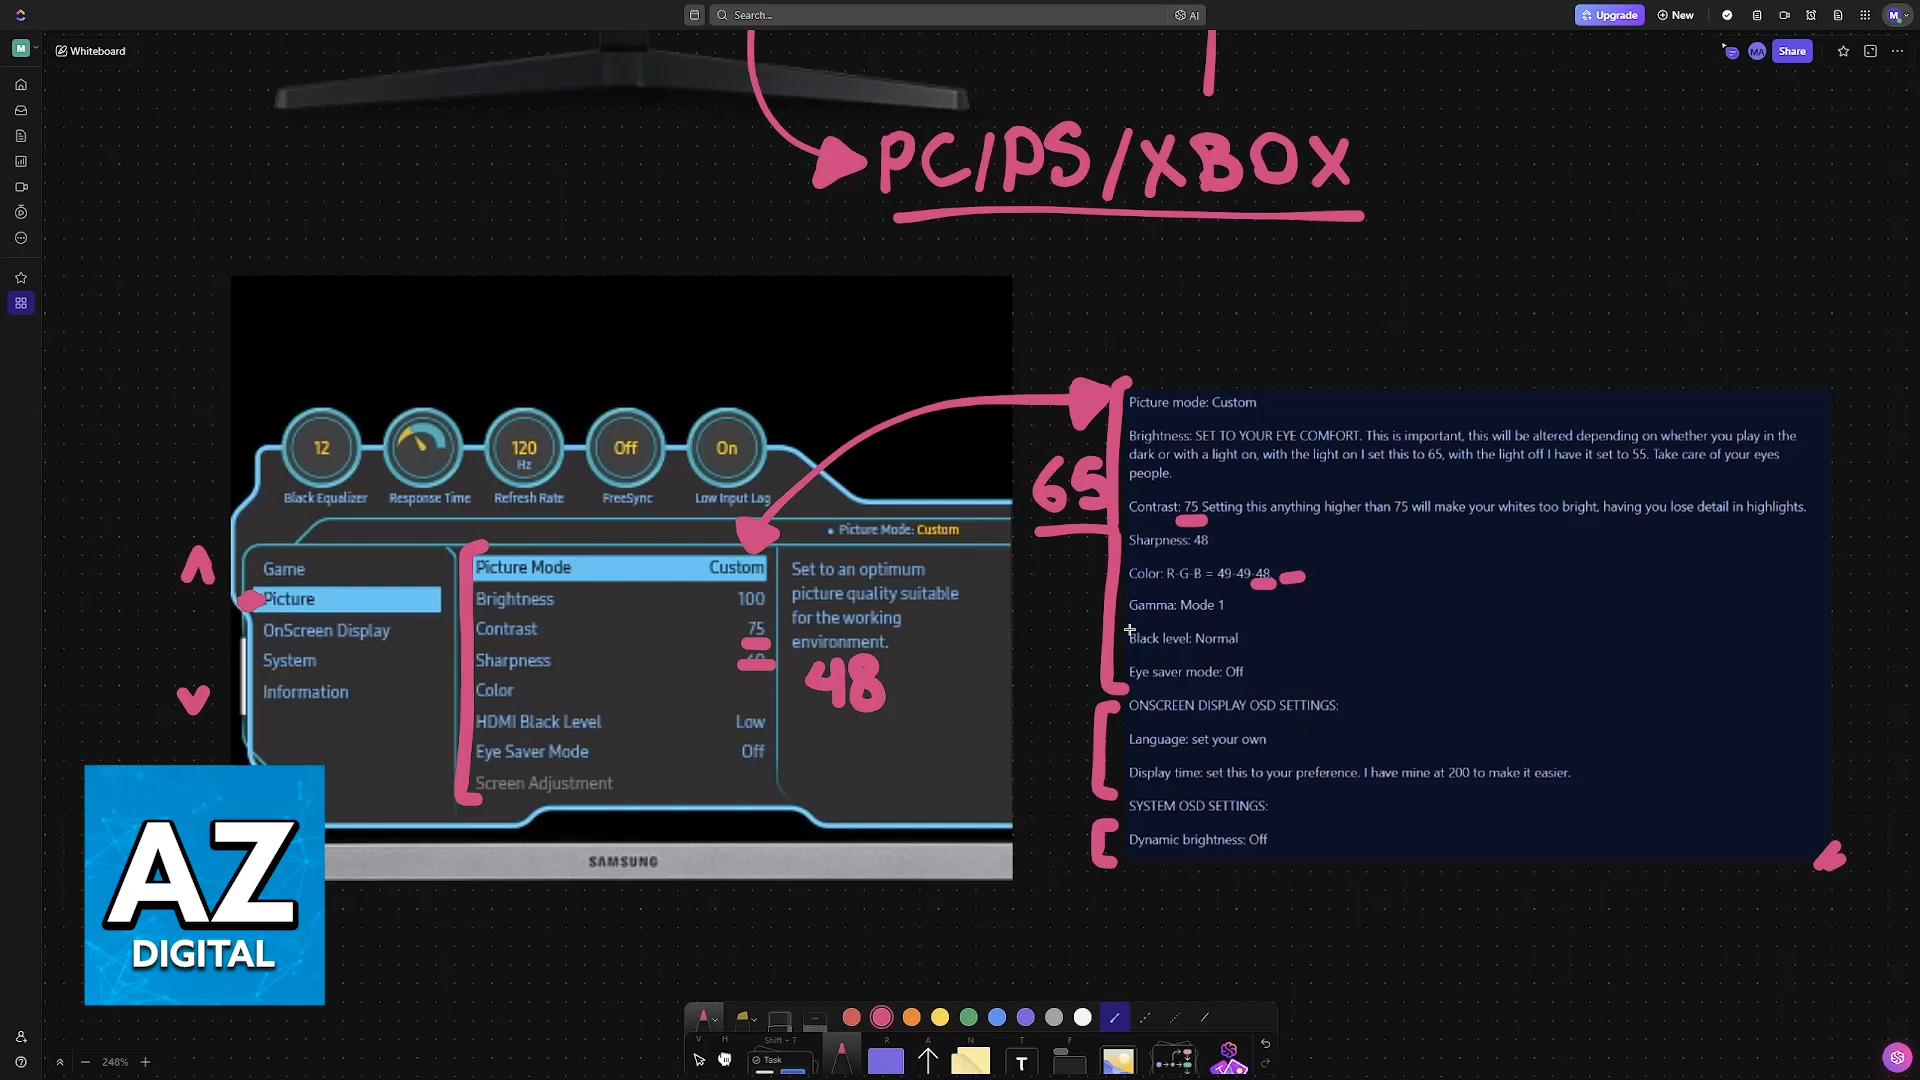 Search...
AI
Upgrade
New
M
M
Whiteboard
MA
Share
PC/PS/XBOX
12
120
Hz
Off
On
Black Equalizer
Response Time
Refresh Rate
FreeSync
Low Input Lag
Picture Mode: Custom
Game
Picture
OnScreen Display
System
Information
Picture Mode Custom
Brightness 100
Contrast 75
Sharpness
Color
HDMI Black Level Low
Eye Saver Mode Off
Screen Adjustment
Set to an optimum
picture quality suitable
for the working
environment.
48
SAMSUNG
65
Picture mode: Custom
Brightness: SET TO YOUR EYE COMFORT. This is important, this will be altered depending on whether you play in the
dark or with a light on, with the light on I set this to 65, with the light off I have it set to 55. Take care of your eyes
people.
Contrast: 75 Setting this anything higher than 75 will make your whites too bright, having you lose detail in highlights.
Sharpness: 48
Color: R-G-B = 49-49-48
Gamma: Mode 1
Black level: Normal
Eye saver mode: Off
ONSCREEN DISPLAY OSD SETTINGS:
Language: set your own
Display time: set this to your preference. I have mine at 200 to make it easier.
SYSTEM OSD SETTINGS:
Dynamic brightness: Off
AZ
DIGITAL
248%
V
H
Shift + T
Task
R
A
N
T
T
F